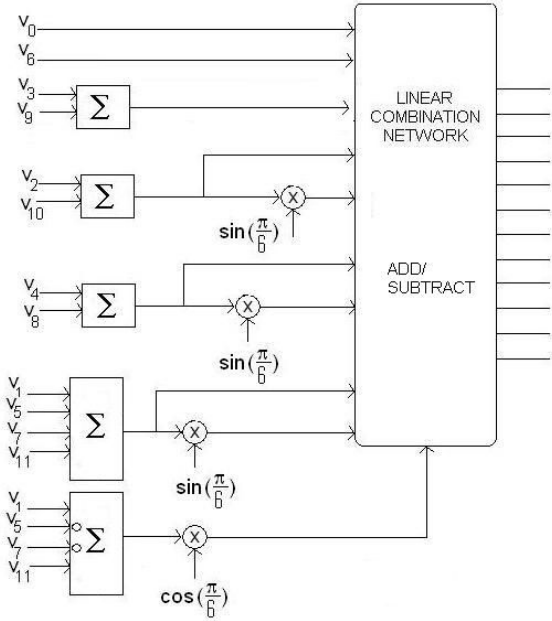 v0
v6
v3
v9
Σ
LINEAR
COMBINATION
NETWORK
v2
v10
Σ
X
sin(π/6)
ADD/
SUBTRACT
v4
v8
Σ
X
sin(π/6)
v1
v5
v7
v11
Σ
X
sin(π/6)
v1
v5
v7
v11
Σ
X
cos(π/6)